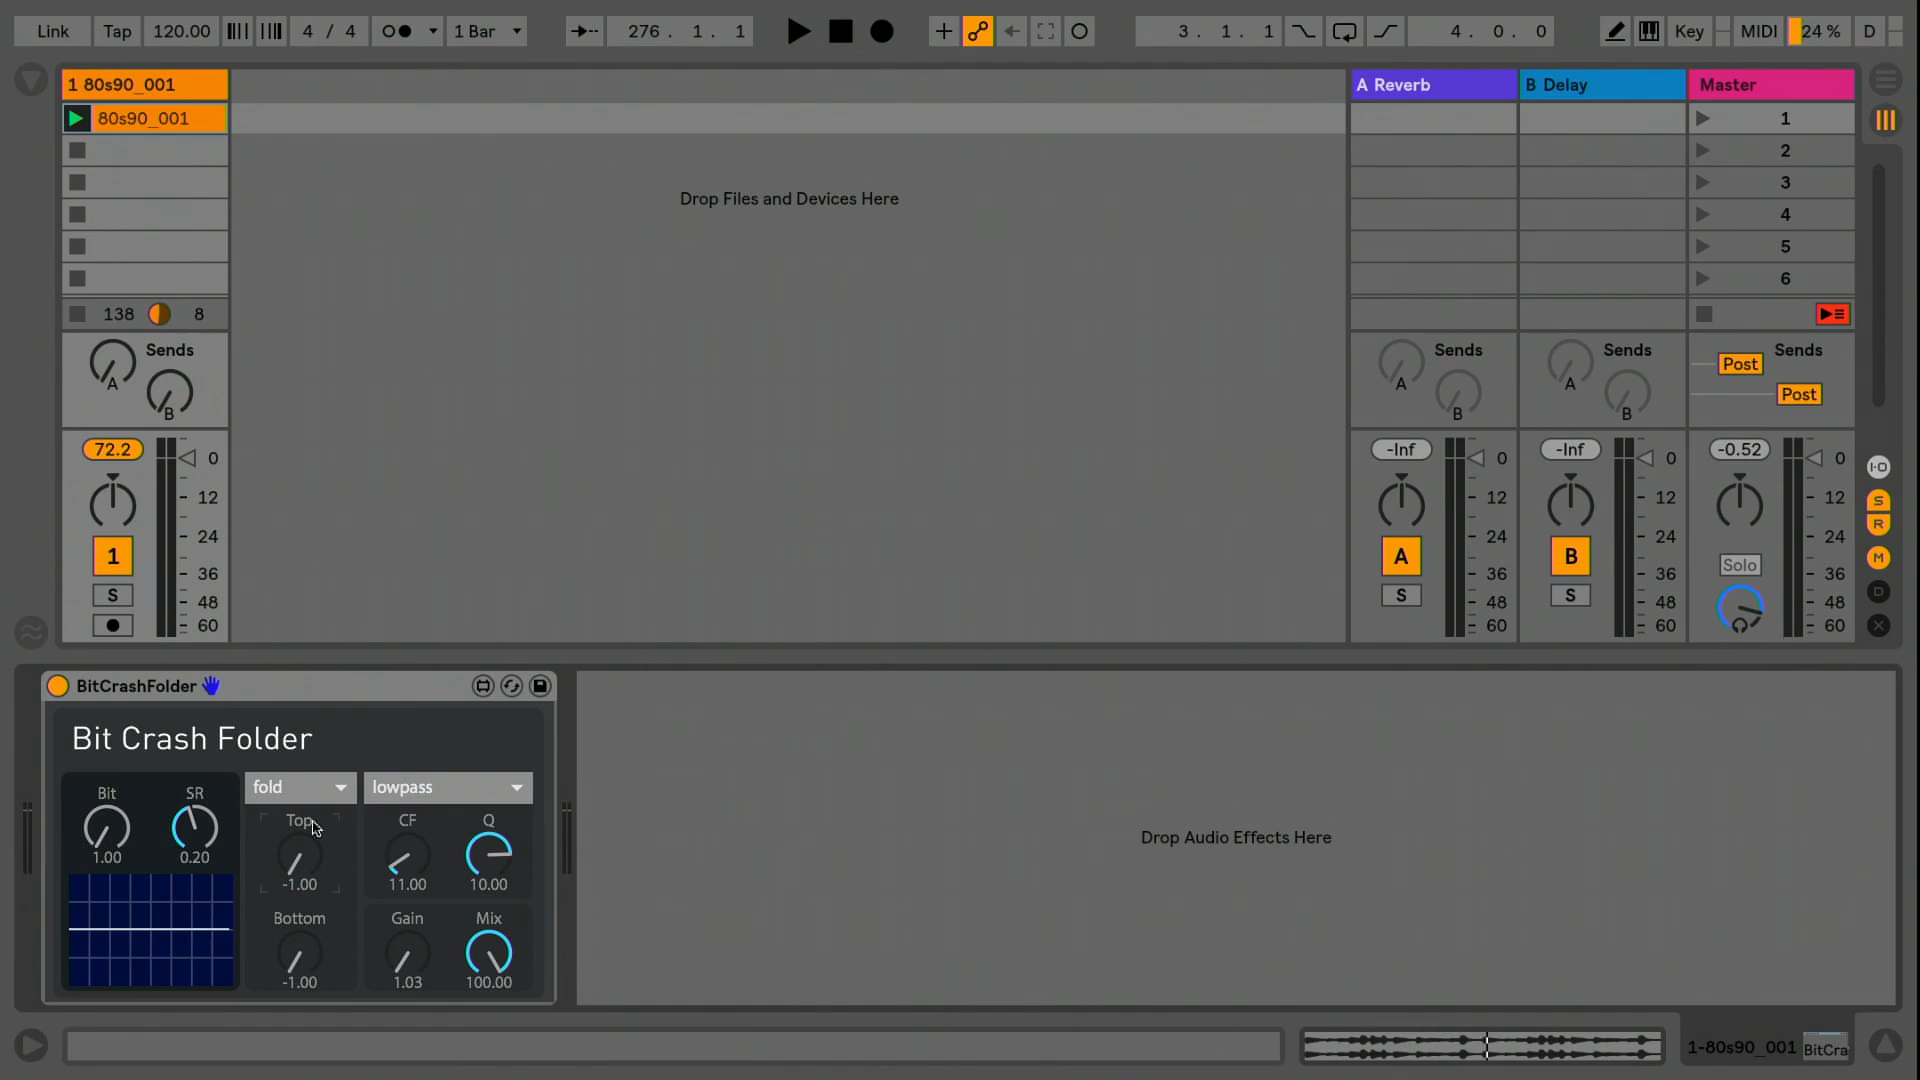 Link Tap 120.00 4 / 4 1 Bar 276 . 1 . 1 3 . 1 . 1 4 . 0 . 0 Key MIDI 24 % D
1 80s90_001 A Reverb B Delay Master
80s90_001 1
Drop Files and Devices Here
2
3
4
5
6
138 8
Sends Sends Sends Sends
A B A B A B Post Post
72.2 -Inf -Inf -0.52
0 12 24 36 48 60
0 12 24 36 48 60
0 12 24 36 48 60
0 12 24 36 48 60
1 A B Solo
S S S
I·O
S
R
M
D
BitCrashFolder
Bit Crash Folder
fold lowpass
Bit SR Top CF Q
1.00 0.20 -1.00 11.00 10.00
Bottom Gain Mix
-1.00 1.03 100.00
Drop Audio Effects Here
1-80s90_001 BitCra